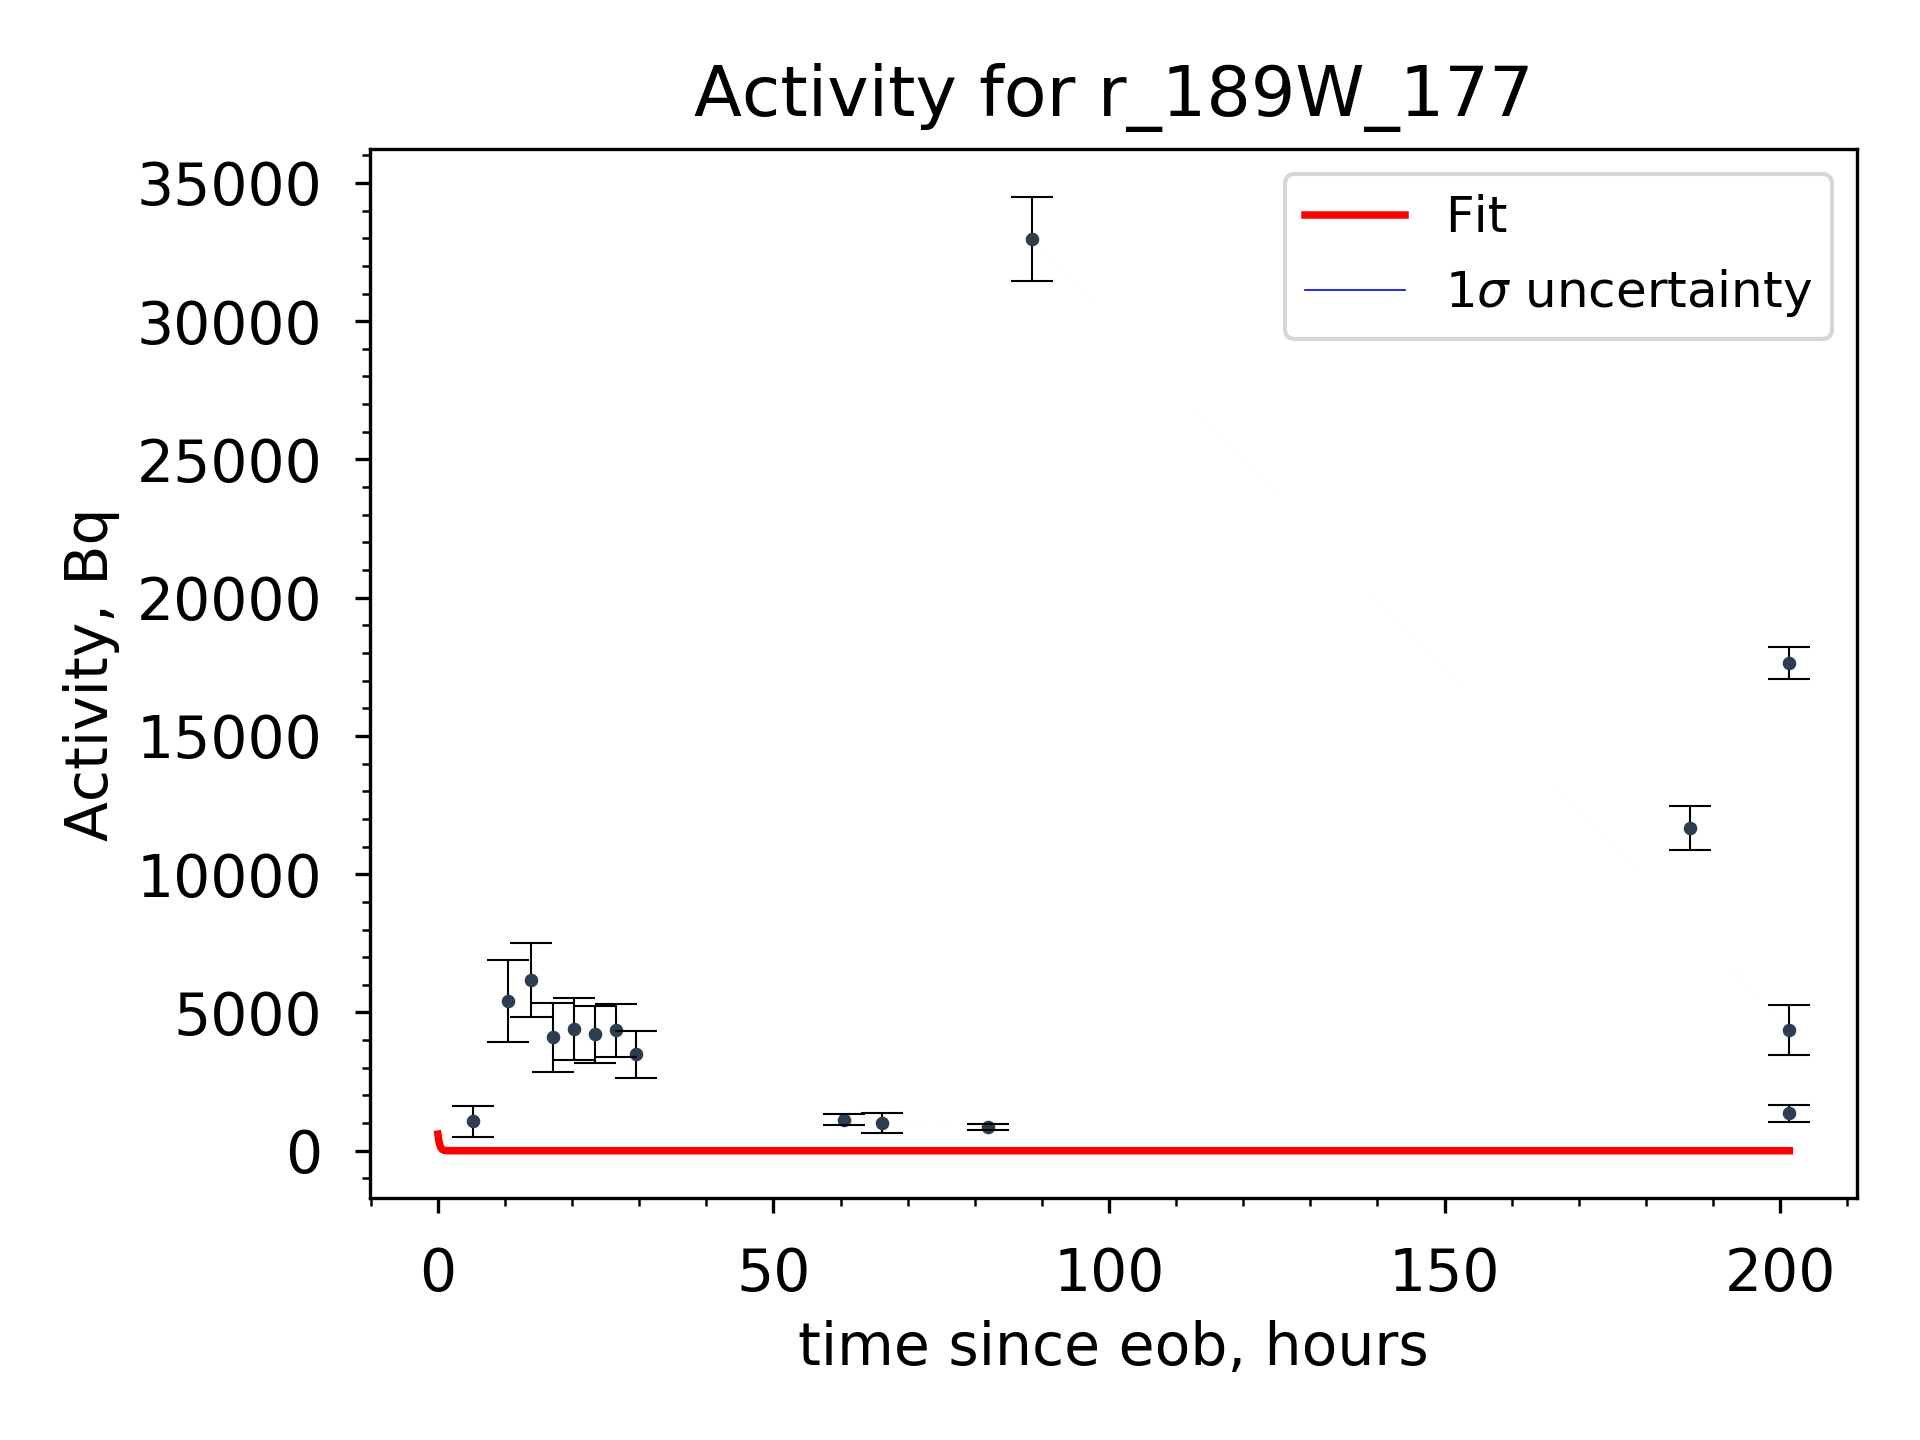 Activity for r_189W_177
Fit
1σ uncertainty
Activity, Bq
35000
30000
25000
20000
15000
10000
5000
0
0 50 100 150 200
time since eob, hours